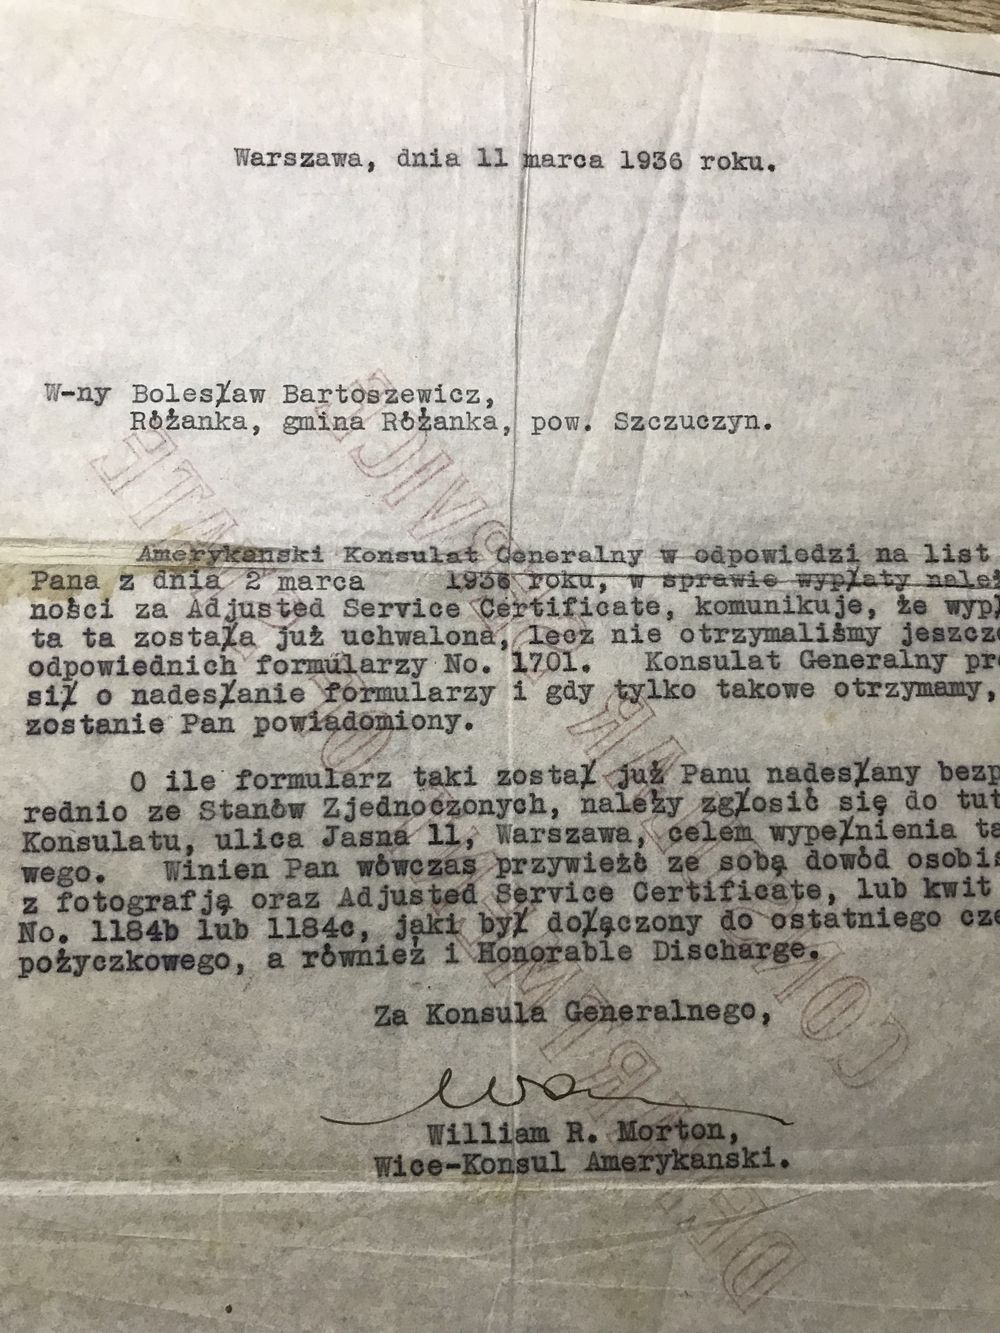 Warszawa, dnia 11 marca 1936 roku.
W-ny Bolesław Bartoszewicz,
Różanka, gmina Różanka, pow. Szczuczyn.
Amerykanski Konsulat Generalny w odpowiedzi na list
Pana z dnia 2 marca 1936 roku, w sprawie wypłaty należ
ności za Adjusted Service Certificate, komunikuje, że wypł
ta ta została już uchwalona, lecz nie otrzymaliśmy jeszcze
odpowiednich formularzy No. 1701. Konsulat Generalny pro
sił o nadesłanie formularzy i gdy tylko takowe otrzymamy,
zostanie Pan powiadomiony.
O ile formularz taki został już Panu nadesłany bezp
rednio ze Stanów Zjednoczonych, należy zgłosić się do tut
Konsulatu, ulica Jasna 11, Warszawa, celem wypełnienia ta
wego. Winien Pan wówczas przywieźć ze sobą dowód osobis
z fotografją oraz Adjusted Service Certificate, lub kwit
No. 1184b lub 1184c, jaki był dołączony do ostatniego cze
pożyczkowego, a również i Honorable Discharge.
Za Konsula Generalnego,
William R. Morton,
Wice-Konsul Amerykanski.